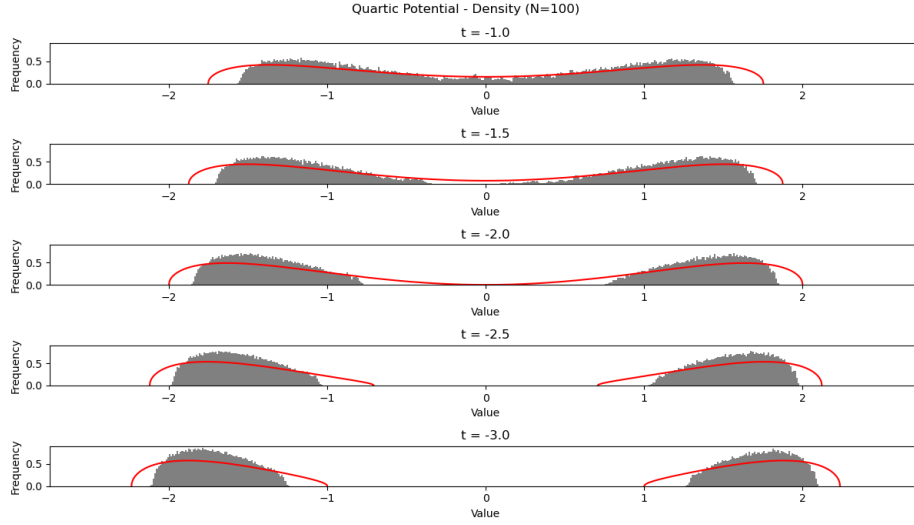 Quartic Potential - Density (N=100)
t = -1.0
Frequency
0.5
0.0
−2 −1 0 1 2
Value
t = -1.5
Frequency
0.5
0.0
−2 −1 0 1 2
Value
t = -2.0
Frequency
0.5
0.0
−2 −1 0 1 2
Value
t = -2.5
Frequency
0.5
0.0
−2 −1 0 1 2
Value
t = -3.0
Frequency
0.5
0.0
−2 −1 0 1 2
Value